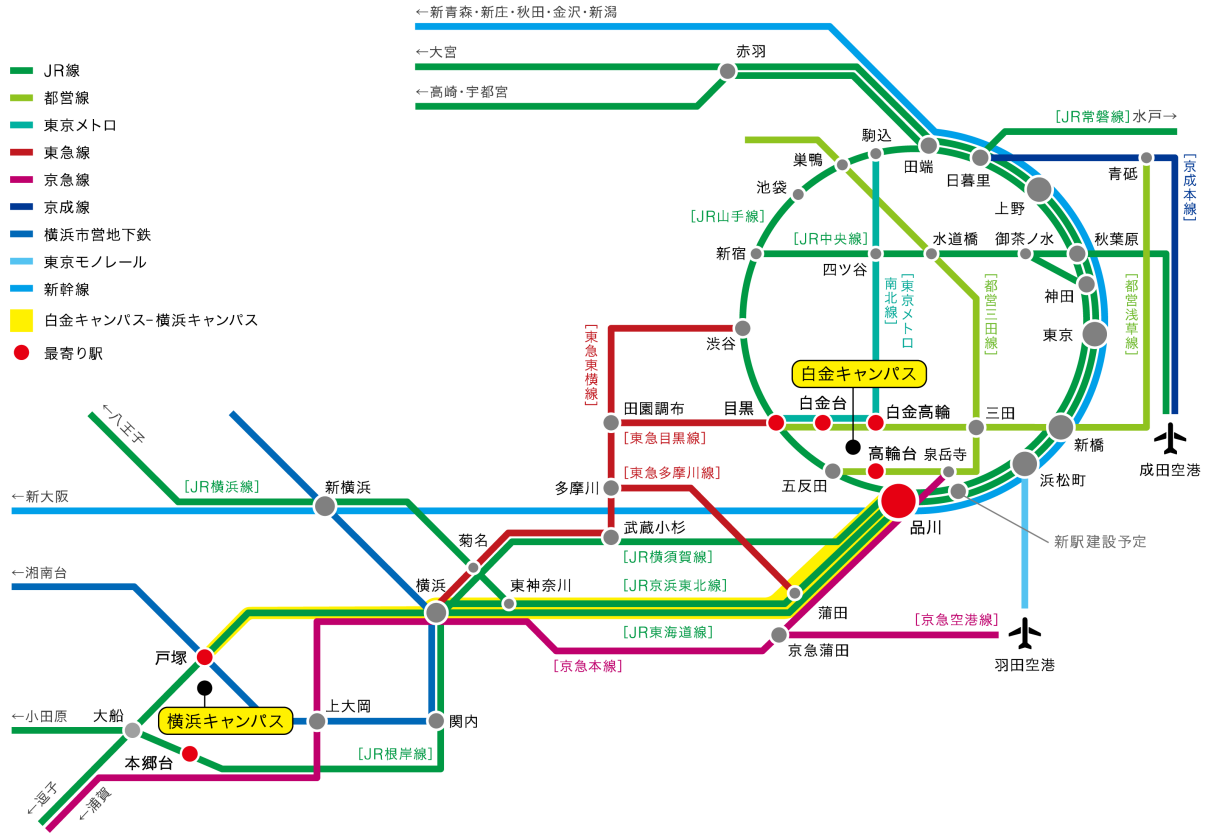 ←新青森・新庄・秋田・金沢・新潟
←大宮
赤羽
←高崎・宇都宮
JR線
都営線
東京メトロ
東急線
京急線
京成線
横浜市営地下鉄
東京モノレール
新幹線
白金キャンパス-横浜キャンパス
最寄り駅
[JR常磐線]
水戸→
駒込
巣鴨
田端
日暮里
青砥
[京成本線]
池袋
上野
[JR山手線]
[JR中央線]
水道橋
御茶ノ水
秋葉原
新宿
四ツ谷
[東京メトロ
南北線]
[都営三田線]
神田
[都営浅草線]
東京
渋谷
[東急東横線]
白金キャンパス
目黒
白金台
白金高輪
三田
田園調布
[東急目黒線]
新橋
高輪台
泉岳寺
成田空港
←八王子
[東急多摩川線]
五反田
浜松町
[JR横浜線]
新横浜
多摩川
←新大阪
品川
武蔵小杉
新駅建設予定
菊名
[JR横須賀線]
←湘南台
横浜
東神奈川
[JR京浜東北線]
蒲田
[京急空港線]
[JR東海道線]
京急蒲田
羽田空港
戸塚
[京急本線]
←小田原
大船
横浜キャンパス
上大岡
関内
本郷台
[JR根岸線]
←逗子
←浦賀